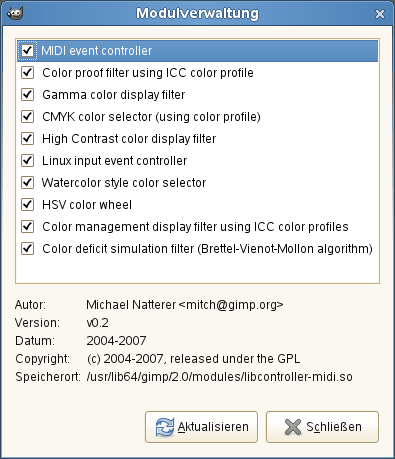 Modulverwaltung
MIDI event controller
Color proof filter using ICC color profile
Gamma color display filter
CMYK color selector (using color profile)
High Contrast color display filter
Linux input event controller
Watercolor style color selector
HSV color wheel
Color management display filter using ICC color profiles
Color deficit simulation filter (Brettel-Vienot-Mollon algorithm)
Autor: Michael Natterer <mitch@gimp.org>
Version: v0.2
Datum: 2004-2007
Copyright: (c) 2004-2007, released under the GPL
Speicherort: /usr/lib64/gimp/2.0/modules/libcontroller-midi.so
Aktualisieren Schließen